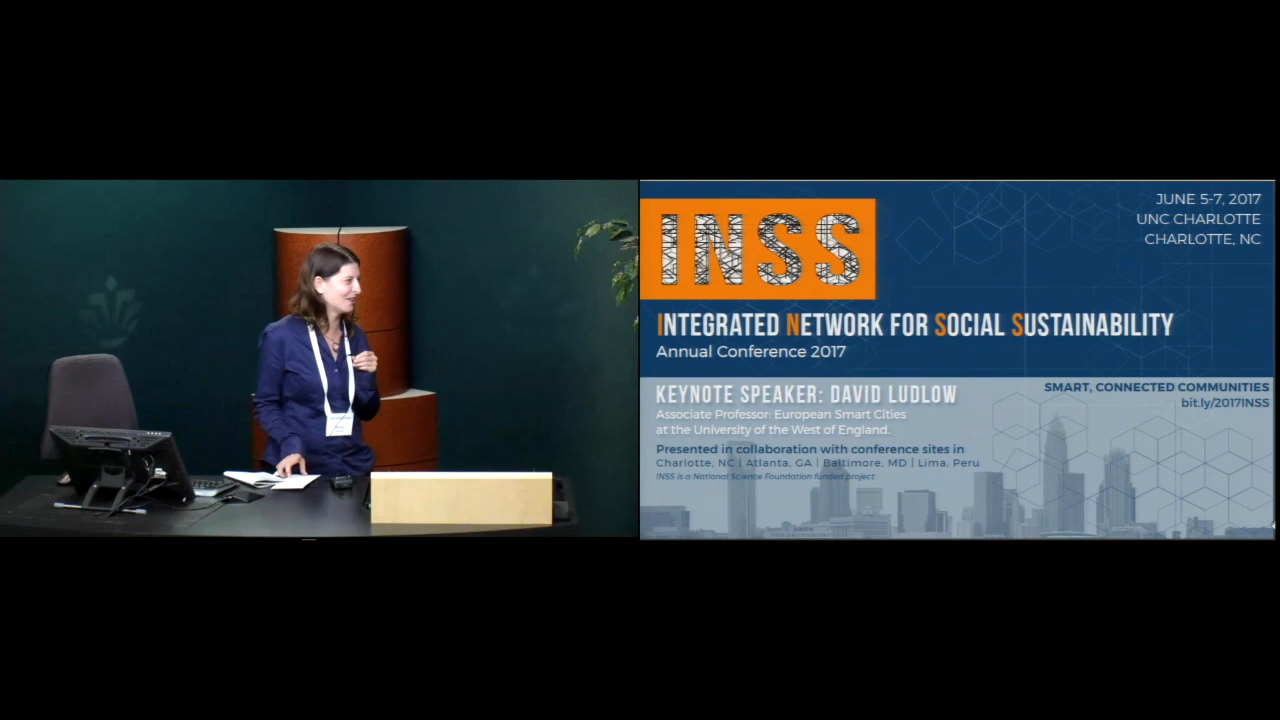 INSS
JUNE 5-7, 2017
UNC CHARLOTTE
CHARLOTTE, NC
INTEGRATED NETWORK FOR SOCIAL SUSTAINABILITY
Annual Conference 2017
KEYNOTE SPEAKER: DAVID LUDLOW
Associate Professor: European Smart Cities
at the University of the West of England.
SMART, CONNECTED COMMUNITIES
bit.ly/2017INSS
Presented in collaboration with conference sites in
Charlotte, NC | Atlanta, GA | Baltimore, MD | Lima, Peru
INSS is a National Science Foundation funded project.